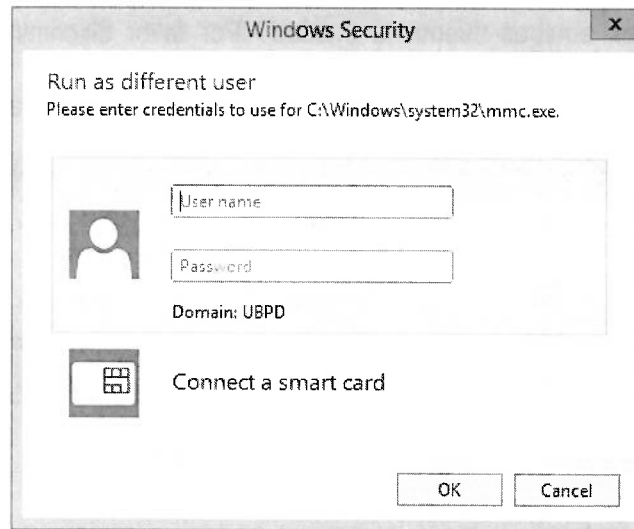 Windows Security
x
Run as different user
Please enter credentials to use for C:\Windows\system32\mmc.exe.
User name
Password
Domain: UBPD
Connect a smart card
OK
Cancel